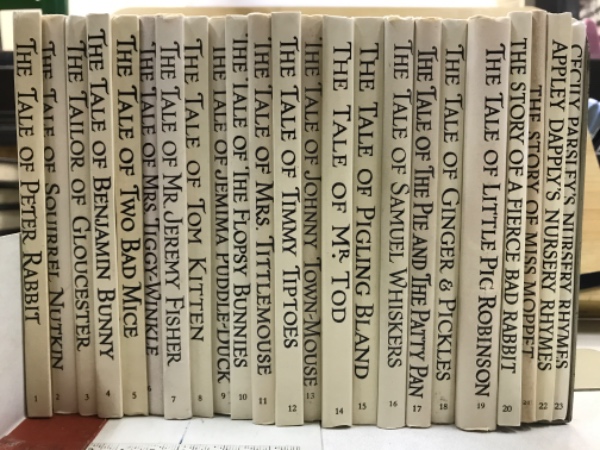 THE TALE OF PETER RABBIT
1
THE TALE OF SQUIRREL NUTKIN
2
THE TAILOR OF GLOUCESTER
3
THE TALE OF BENJAMIN BUNNY
4
THE TALE OF TWO BAD MICE
5
THE TALE OF MRS. TIGGY-WINKLE
6
THE TALE OF MR. JEREMY FISHER
7
THE TALE OF TOM KITTEN
8
THE TALE OF JEMIMA PUDDLE-DUCK
9
THE TALE OF THE FLOPSY BUNNIES
10
THE TALE OF MRS. TITTLEMOUSE
11
THE TALE OF TIMMY TIPTOES
12
THE TALE OF JOHNNY TOWN-MOUSE
13
THE TALE OF MR. TOD
14
THE TALE OF PIGLING BLAND
15
THE TALE OF SAMUEL WHISKERS
16
THE TALE OF THE PIE AND THE PATTY PAN
17
THE TALE OF GINGER & PICKLES
18
THE TALE OF LITTLE PIG ROBINSON
19
THE STORY OF A FIERCE BAD RABBIT
20
THE STORY OF MISS MOPPET
21
APPLEY DAPPLY'S NURSERY RHYMES
22
CECILY PARSLEY'S NURSERY RHYMES
23